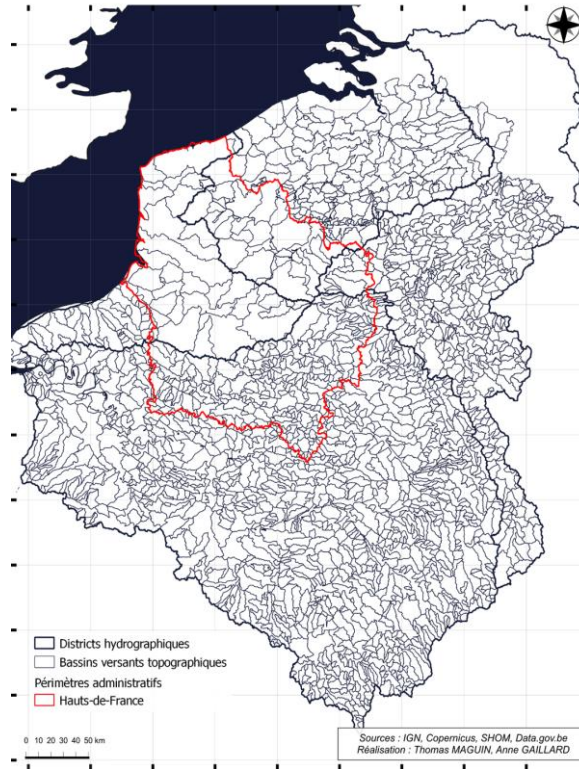 Districts hydrographiques
Bassins versants topographiques
Périmètres administratifs
Hauts-de-France
0 10 20 30 40 50 km
Sources : IGN, Copernicus, SHOM, Data.gov.be
Réalisation : Thomas MAGUIN, Anne GAILLARD